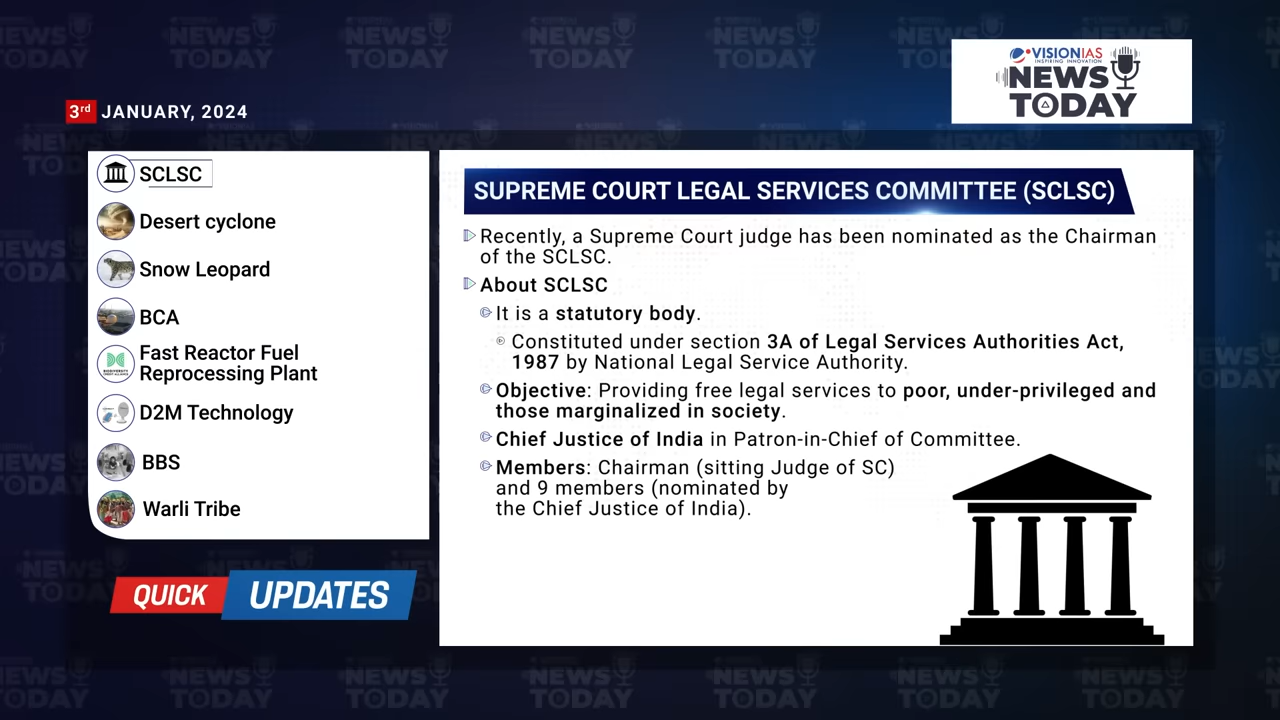 VISIONIAS
INSPIRING INNOVATION
NEWS
TODAY
3rd JANUARY, 2024
SCLSC
Desert cyclone
Snow Leopard
BCA
Fast Reactor Fuel
Reprocessing Plant
D2M Technology
BBS
Warli Tribe
QUICK UPDATES
SUPREME COURT LEGAL SERVICES COMMITTEE (SCLSC)
Recently, a Supreme Court judge has been nominated as the Chairman
of the SCLSC.
About SCLSC
It is a statutory body.
Constituted under section 3A of Legal Services Authorities Act,
1987 by National Legal Service Authority.
Objective: Providing free legal services to poor, under-privileged and
those marginalized in society.
Chief Justice of India in Patron-in-Chief of Committee.
Members: Chairman (sitting Judge of SC)
and 9 members (nominated by
the Chief Justice of India).